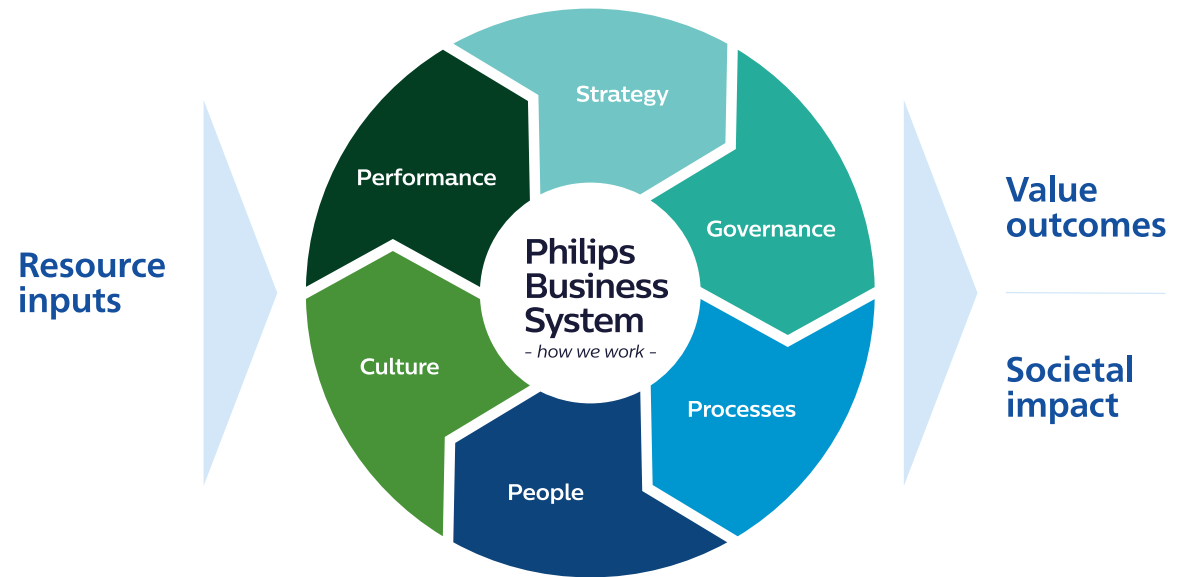 Resource
inputs
Strategy
Governance
Processes
People
Culture
Performance
Philips
Business
System
- how we work -
Value
outcomes
Societal
impact